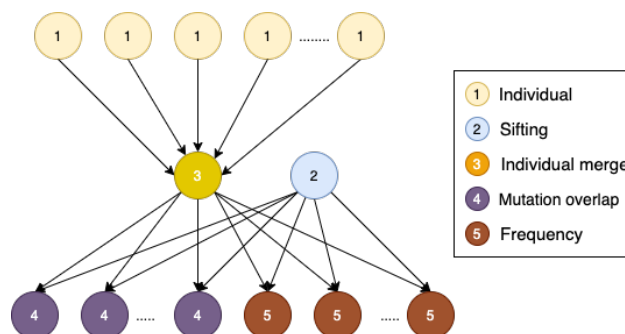 1 1 1 1 ........ 1
3 2
4 4 ..... 4 5 5 ..... 5
1 Individual
2 Sifting
3 Individual merge
4 Mutation overlap
5 Frequency